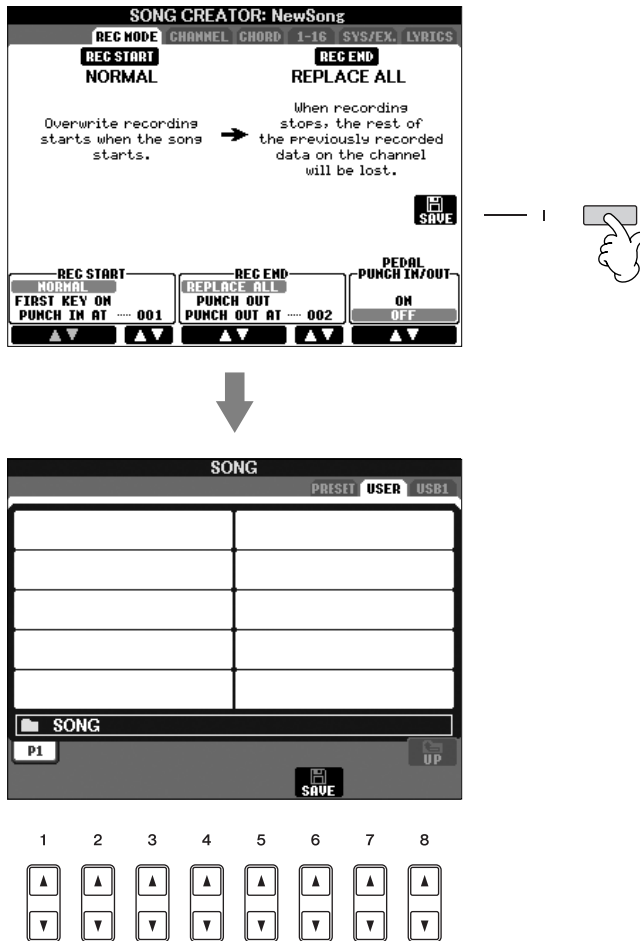 SONG CREATOR: NewSong
REC MODE CHANNEL CHORD 1-16 SYS/EX. LYRICS
REC START
NORMAL
Overwrite recording
starts when the song
starts.
REC END
REPLACE ALL
When recording
stops, the rest of
the previously recorded
data on the channel
will be lost.
SAVE
I
REC START
NORMAL
FIRST KEY ON
PUNCH IN AT ····· 001
REC END
REPLACE ALL
PUNCH OUT
PUNCH OUT AT ····· 002
PEDAL
PUNCH IN/OUT
ON
OFF
SONG
PRESET USER USB1
SONG
P1
UP
SAVE
1 2 3 4 5 6 7 8